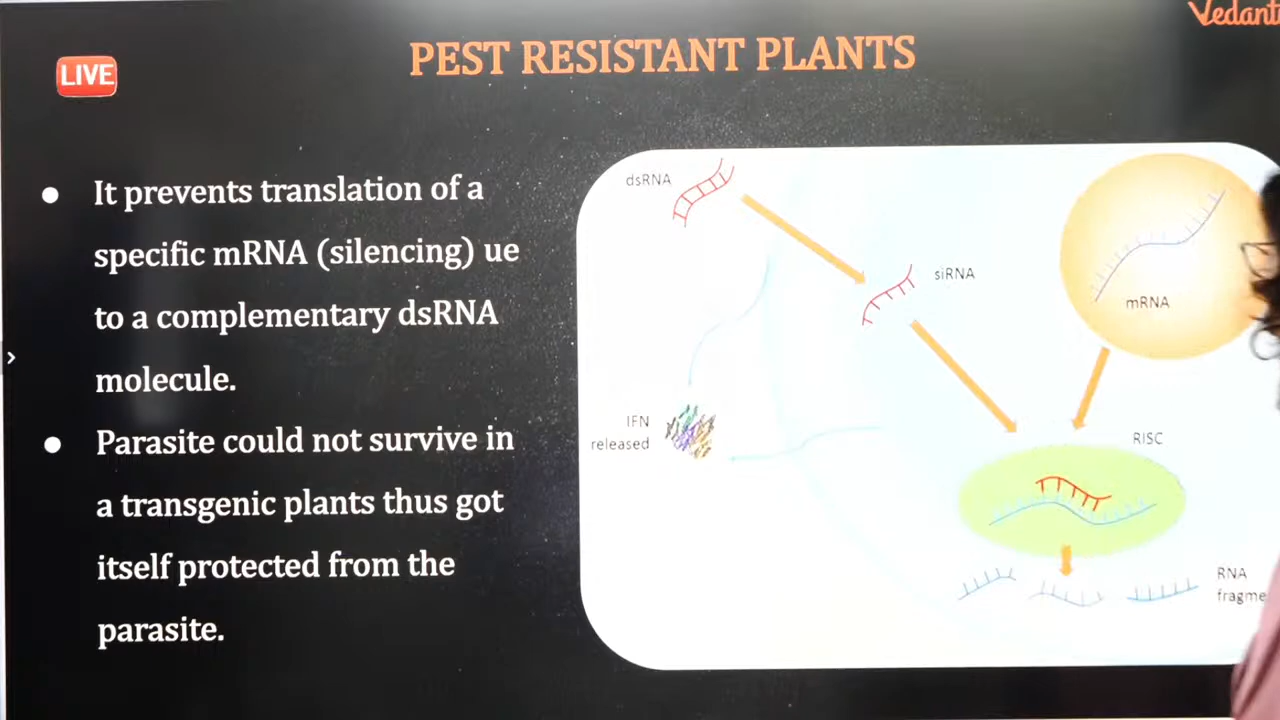 Vedant
PEST RESISTANT PLANTS
LIVE
● It prevents translation of a
specific mRNA (silencing) ue
to a complementary dsRNA
molecule.
● Parasite could not survive in
a transgenic plants thus got
itself protected from the
parasite.
dsRNA
siRNA
mRNA
IFN
released
RISC
RNA
fragme